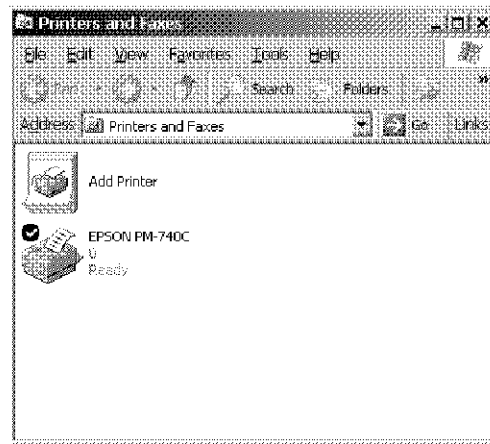 Printers and Faxes
File Edit View Favorites Tools Help
Search Folders »
Address Printers and Faxes Go Links
Add Printer
EPSON PM-740C
0
Ready